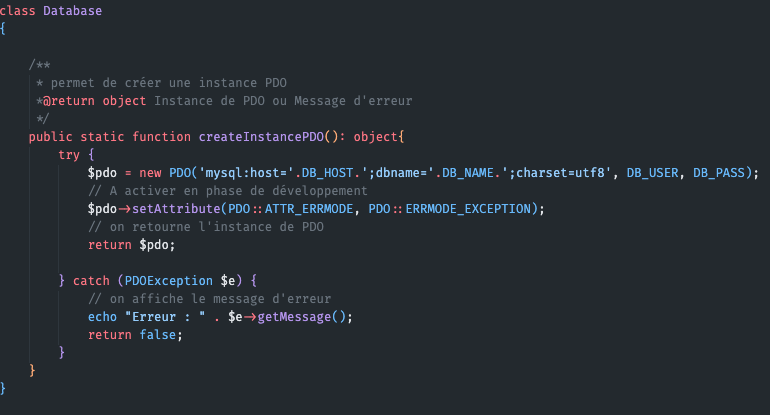 class Database
{
/**
* permet de créer une instance PDO
*@return object Instance de PDO ou Message d'erreur
*/
public static function createInstancePDO(): object{
try {
$pdo = new PDO('mysql:host='.DB_HOST.';dbname='.DB_NAME.';charset=utf8', DB_USER, DB_PASS);
// A activer en phase de développement
$pdo->setAttribute(PDO::ATTR_ERRMODE, PDO::ERRMODE_EXCEPTION);
// on retourne l'instance de PDO
return $pdo;
} catch (PDOException $e) {
// on affiche le message d'erreur
echo "Erreur : " . $e->getMessage();
return false;
}
}
}